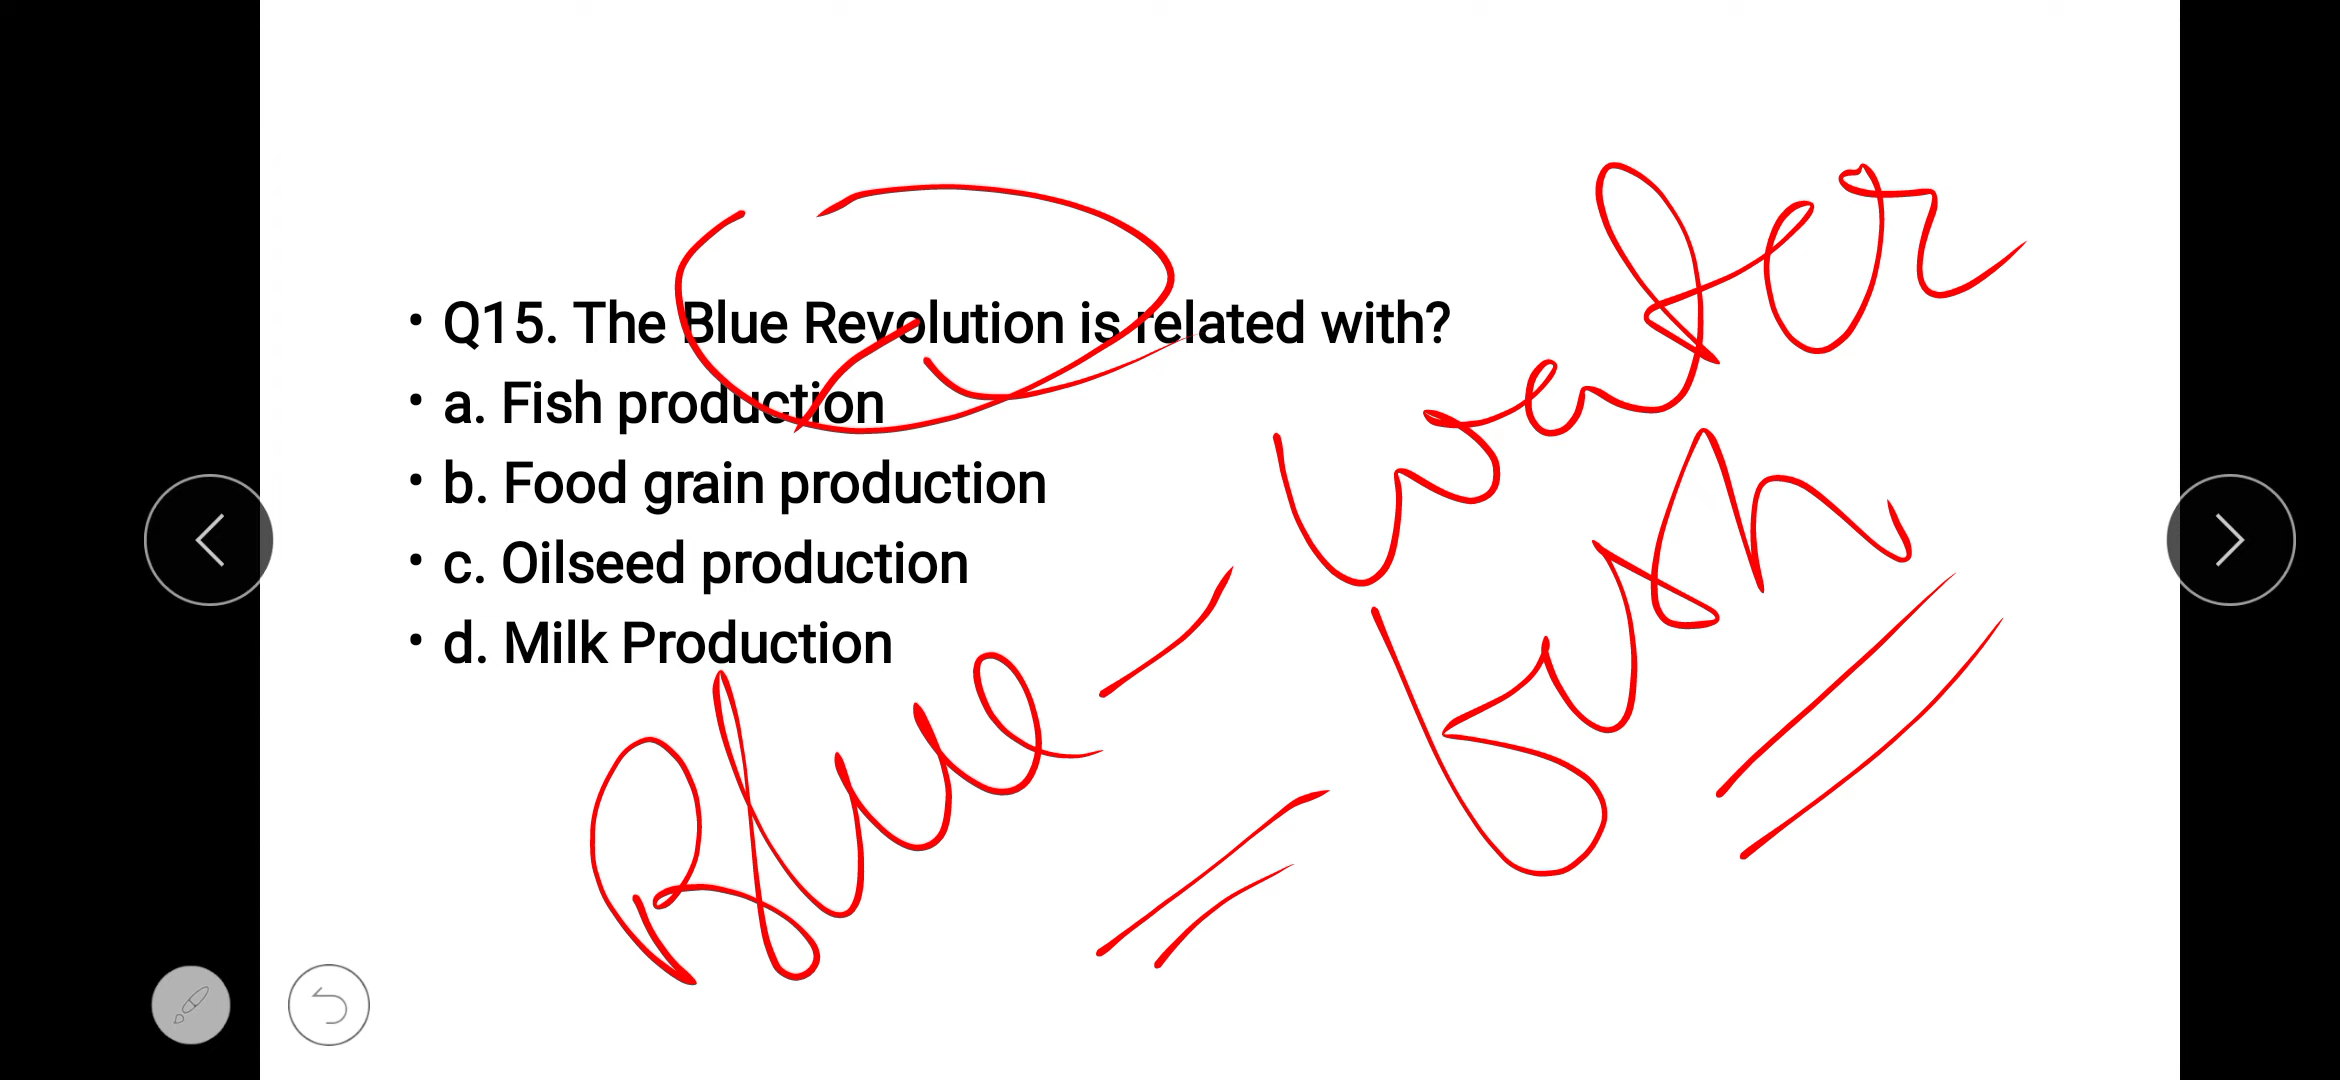 • Q15. The Blue Revolution is related with?
• a. Fish production
• b. Food grain production
• c. Oilseed production
• d. Milk Production
Blue - water
fish